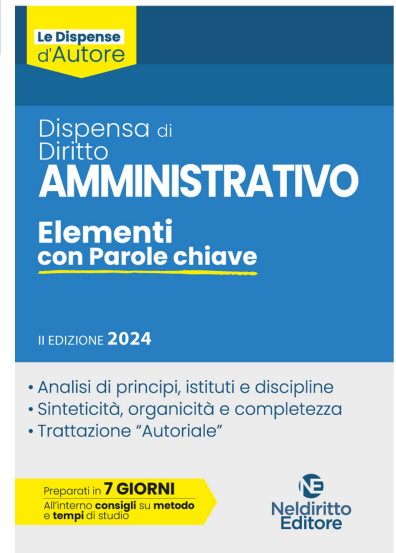 Le Dispense
d'Autore
Dispensa di
Diritto
AMMINISTRATIVO
Elementi
con Parole chiave
II EDIZIONE 2024
• Analisi di principi, istituti e discipline
• Sinteticità, organicità e completezza
• Trattazione “Autoriale”
Preparati in 7 GIORNI
All'interno consigli su metodo
e tempi di studio
NE
Neldiritto
Editore